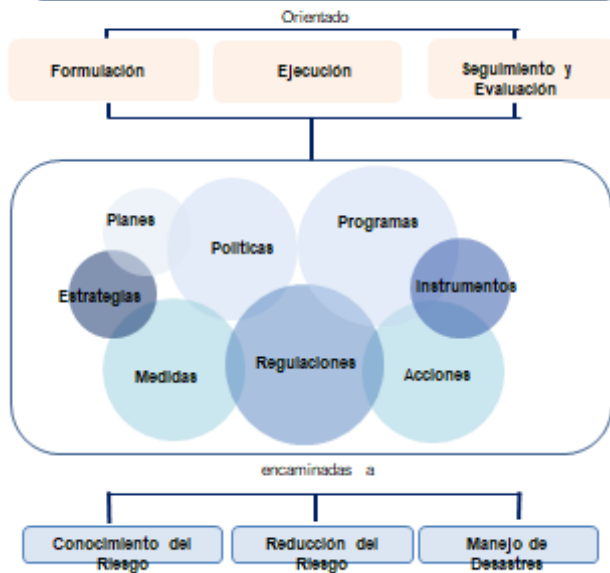 Orientado
Formulación
Ejecución
Seguimiento y
Evaluación
Planes
Políticas
Programas
Estrategias
Instrumentos
Medidas
Regulaciones
Acciones
encaminadas a
Conocimiento del
Riesgo
Reducción del
Riesgo
Manejo de
Desastres